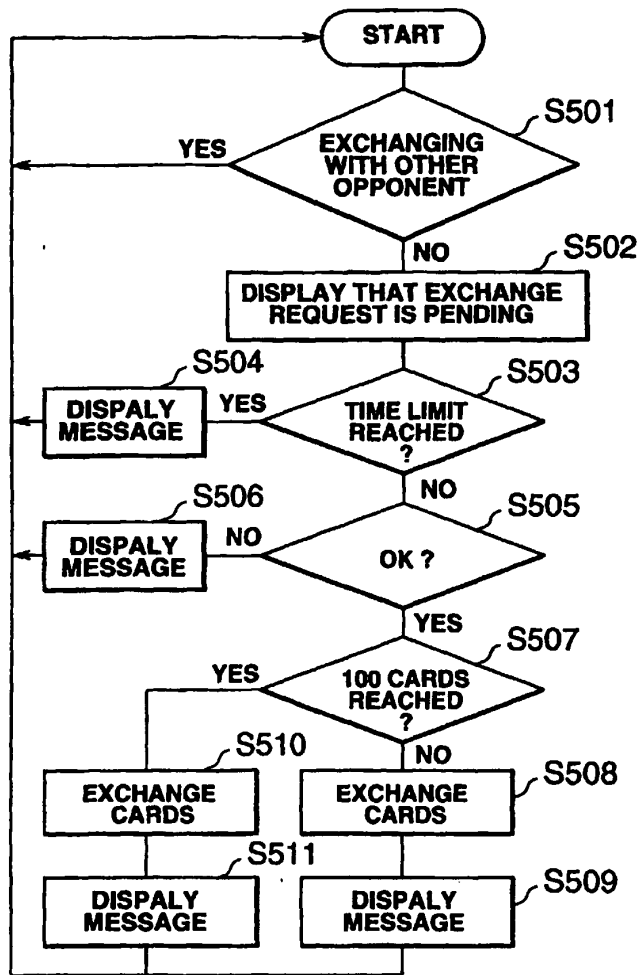 START
S501
YES
EXCHANGING
WITH OTHER
OPPONENT
NO
S502
DISPLAY THAT EXCHANGE
REQUEST IS PENDING
S504
S503
DISPALY
MESSAGE
YES
TIME LIMIT
REACHED
?
NO
S506
S505
DISPALY
MESSAGE
NO
OK ?
YES
S507
YES
100 CARDS
REACHED
?
NO
S510
S508
EXCHANGE
CARDS
EXCHANGE
CARDS
S511
S509
DISPALY
MESSAGE
DISPALY
MESSAGE